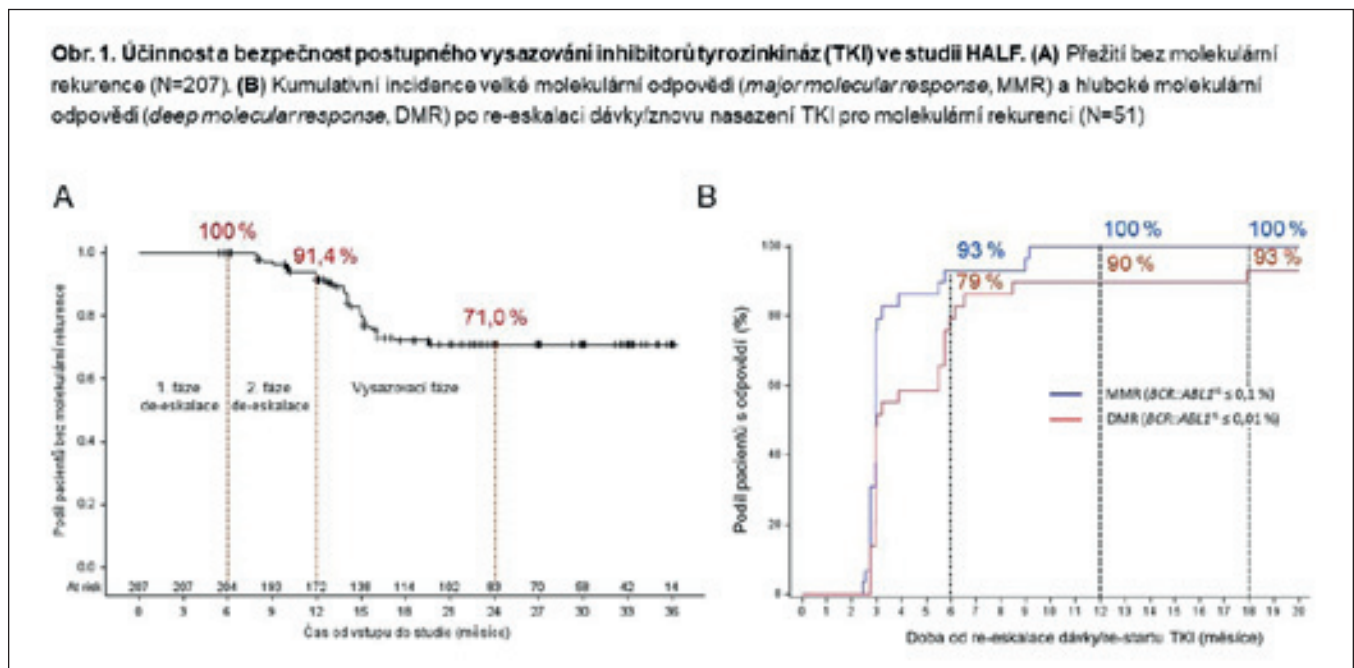 Obr. 1. Účinnost a bezpečnost postupného vysazování inhibitorů tyrozinkináz (TKI) ve studii HALF. (A) Přežití bez molekulární
rekurence (N=207). (B) Kumulativní incidence velké molekulární odpovědi (major molecular response, MMR) a hluboké molekulární
odpovědi (deep molecular response, DMR) po re-eskalaci dávky/znovu nasazení TKI pro molekulární rekurenci (N=51)
A
100 %
91,4 %
71,0 %
Podíl pacientů bez molekulární rekurence
1.0
0.8
0.6
0.4
0.2
0.0
1. fáze
de-eskalace
2. fáze
de-eskalace
Vysazovací fáze
At risk 207 207 204 193 172 114 102 70 42 14
0 3 6 9 12 15 18 21 24 27 30 33 36
Čas od vstupu do studie (měsíce)
B
93 %
100 %
100 %
79 %
90 %
93 %
Podíl pacientů s odpovědí (%)
100
80
60
40
20
0
MMR (BCR::ABL1 ≤ 0,1 %)
DMR (BCR::ABL1 ≤ 0,01 %)
0 1 2 3 4 5 6 7 8 9 10 11 12 13 14 15 16 17 18 19 20
Doba od re-eskalace dávky/re-startu TKI (měsíce)